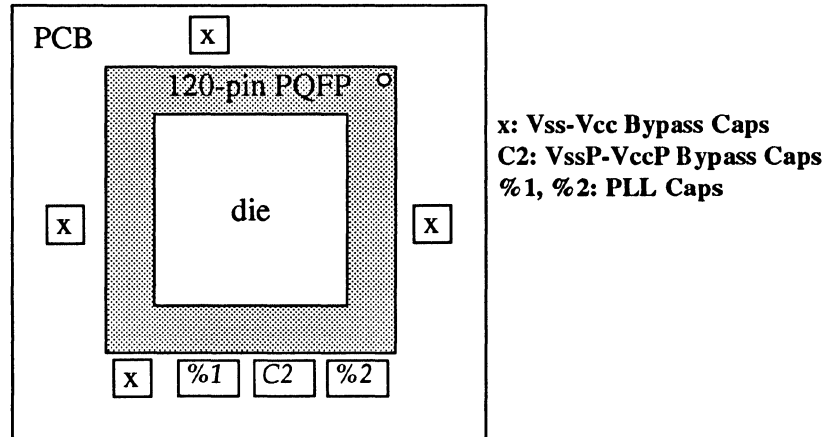 PCB
x
120-pin PQFP
x
die
x
x
%1
C2
%2
x: Vss-Vcc Bypass Caps
C2: VssP-VccP Bypass Caps
%1, %2: PLL Caps